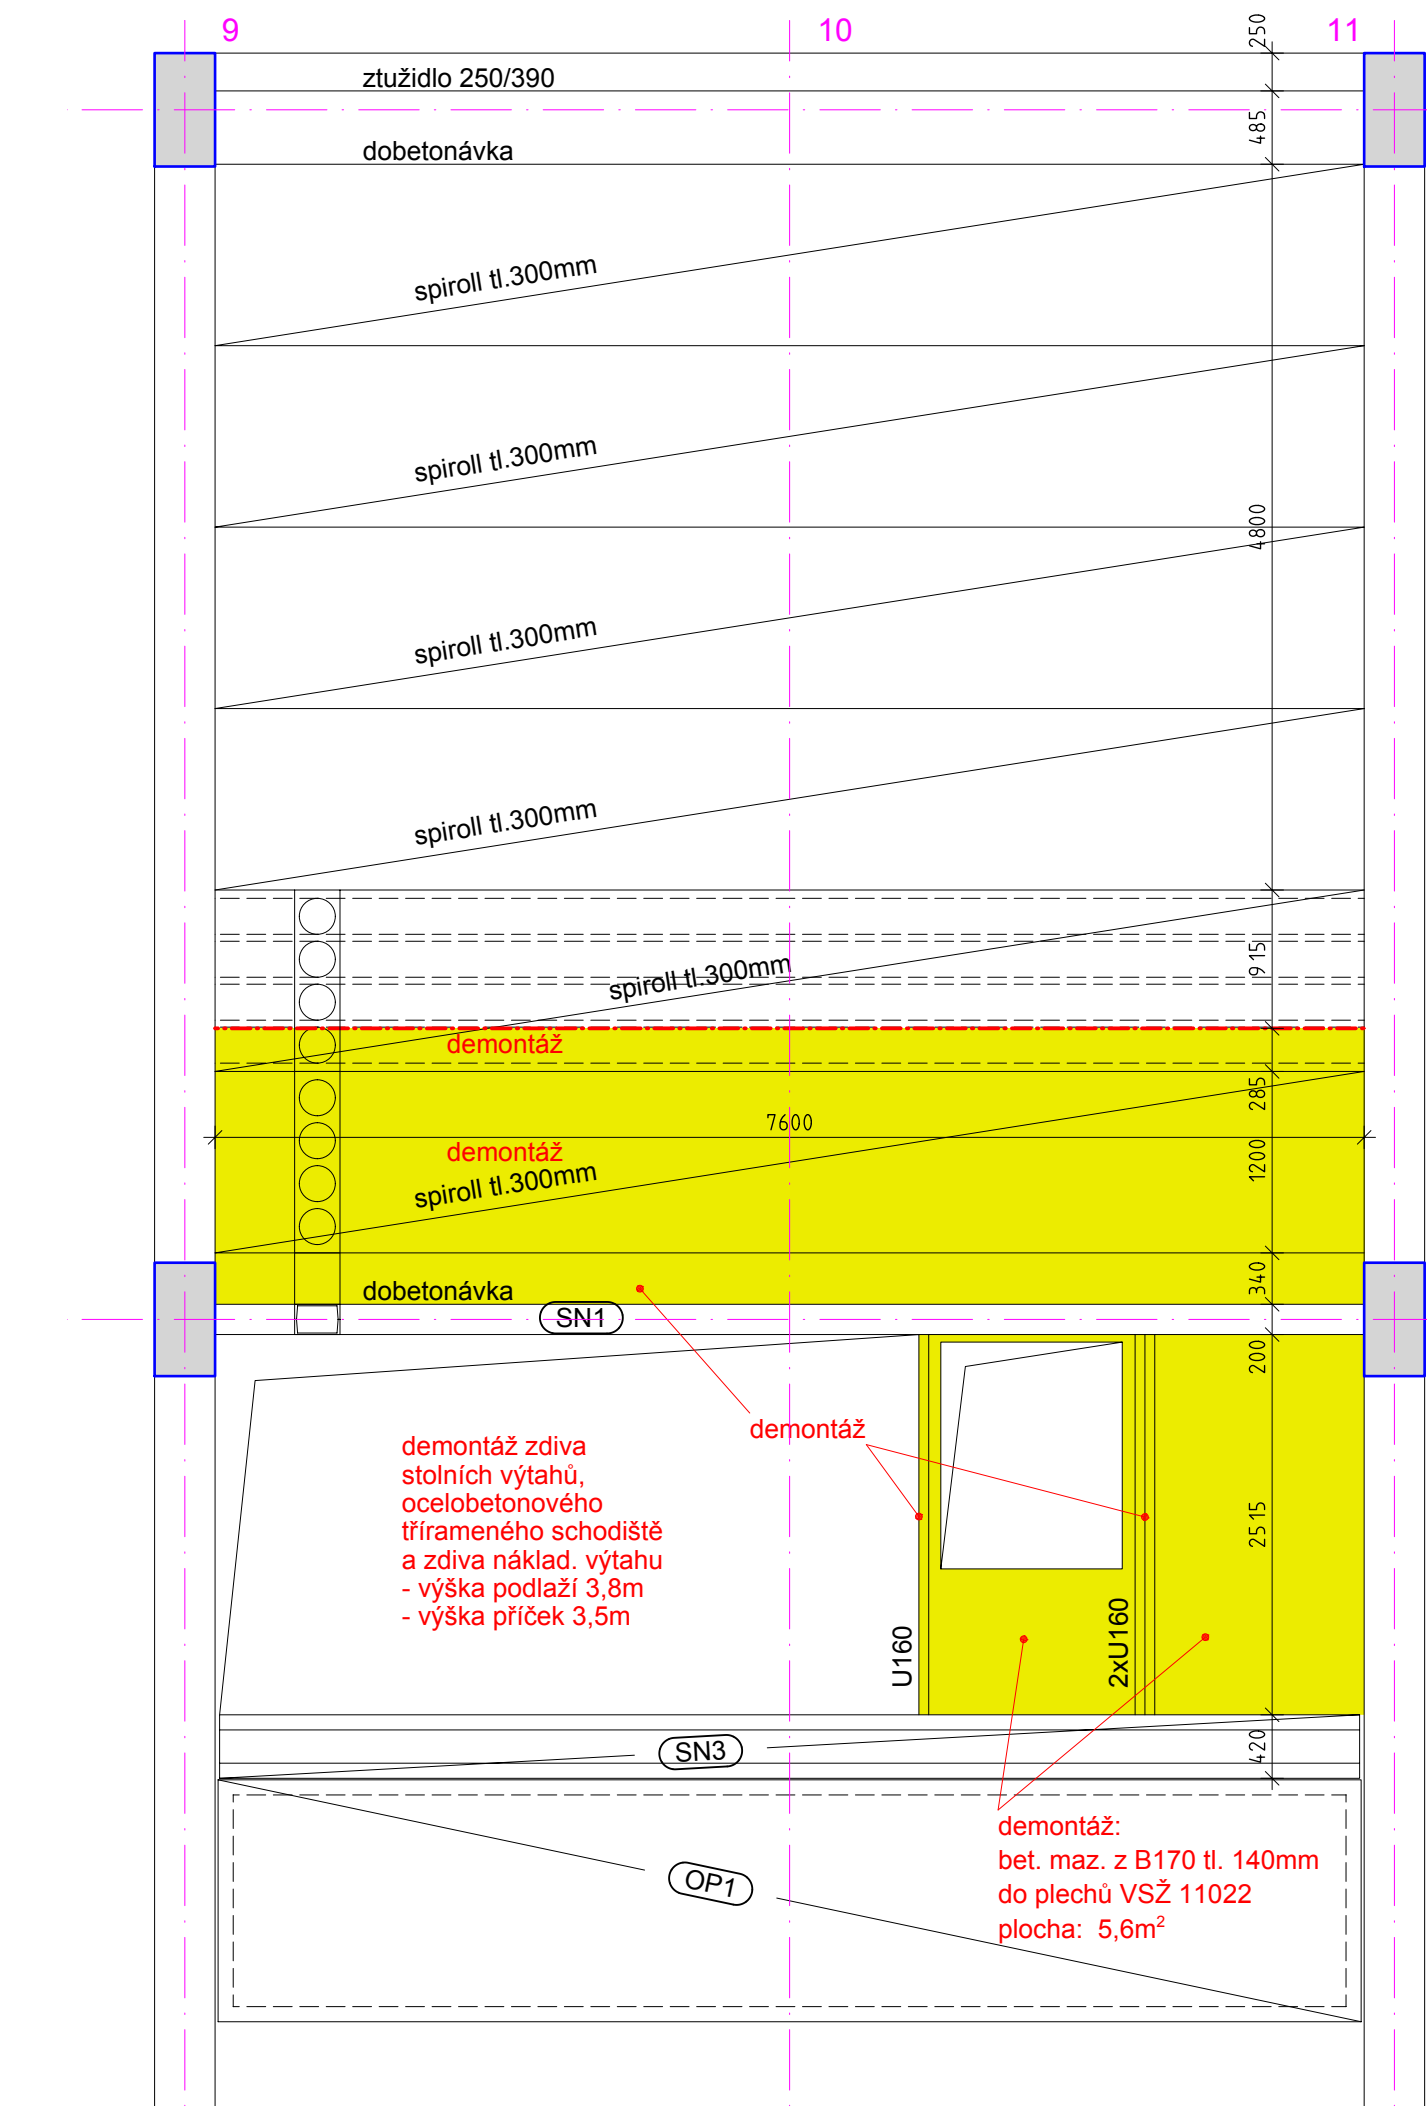 9
10
11
250
ztužidlo 250/390
485
dobetonávka
spiroll tl.300mm
spiroll tl.300mm
4800
spiroll tl.300mm
spiroll tl.300mm
915
spiroll tl.300mm
demontáž
285
7600
demontáž
1200
spiroll tl.300mm
340
dobetonávka
SN1
200
demontáž
demontáž zdiva
stolních výtahů,
ocelobetonového
třírameného schodiště
a zdiva náklad. výtahu
- výška podlaží 3,8m
- výška příček 3,5m
2515
U160
2xU160
SN3
420
OP1
demontáž:
bet. maz. z B170 tl. 140mm
do plechů VSŽ 11022
plocha: 5,6m²